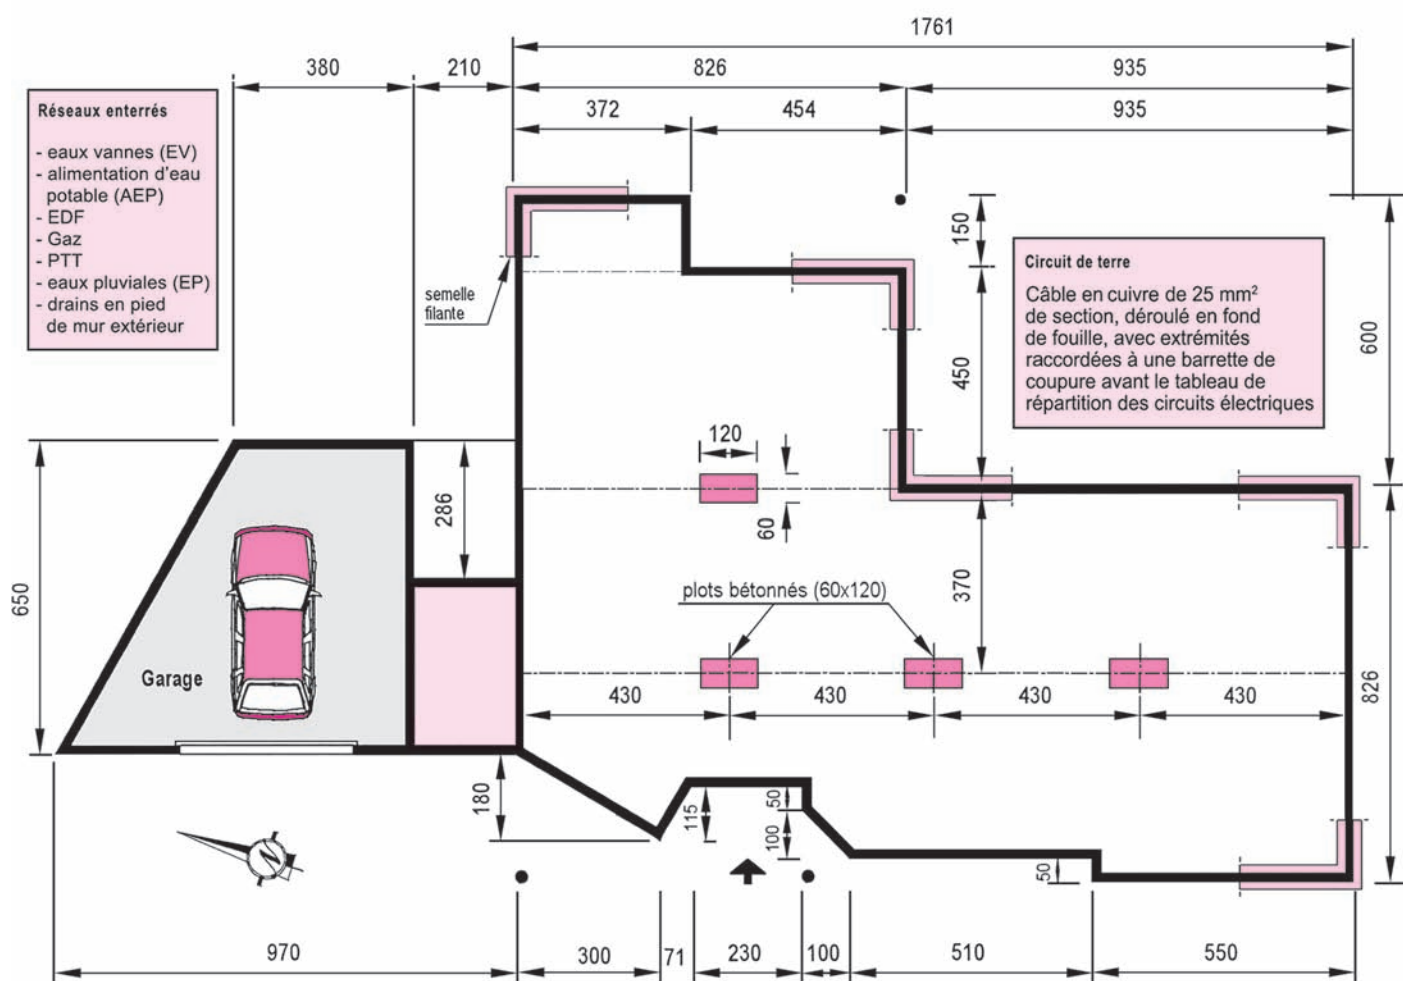 1761
380
210
826
935
372
454
935
Réseaux enterrés
- eaux vannes (EV)
- alimentation d'eau
potable (AEP)
- EDF
- Gaz
- PTT
- eaux pluviales (EP)
- drains en pied
de mur extérieur
semelle
filante
150
Circuit de terre
Câble en cuivre de 25 mm²
de section, déroulé en fond
de fouille, avec extrémités
raccordées à une barrette de
coupure avant le tableau de
répartition des circuits électriques
600
450
120
286
60
650
370
plots bétonnés (60x120)
Garage
430
430
430
430
826
180
115
50
100
50
N
970
300
71
230
100
510
550